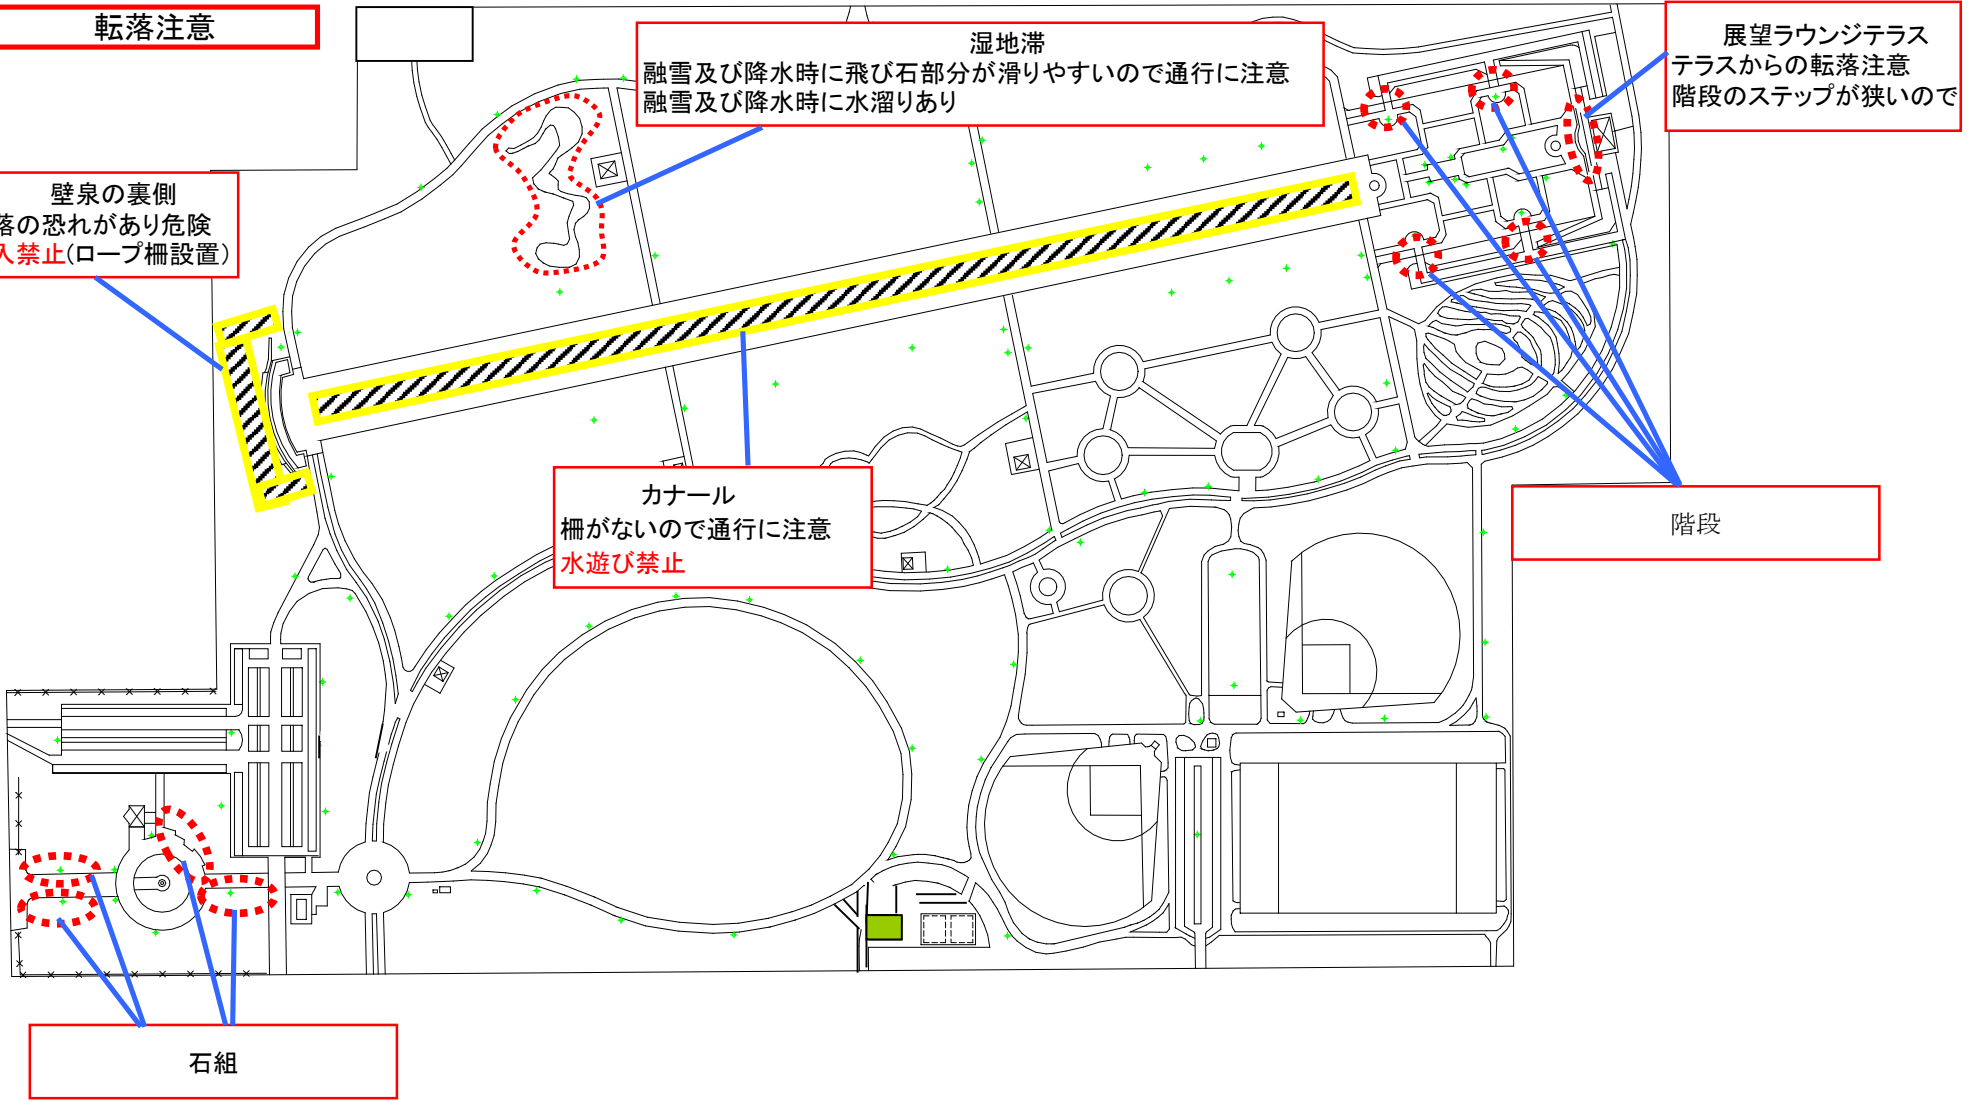 転落注意
湿地滞
融雪及び降水時に飛び石部分が滑りやすいので通行に注意
融雪及び降水時に水溜りあり
展望ラウンジテラス
テラスからの転落注意
階段のステップが狭いので
壁泉の裏側
落の恐れがあり危険
入禁止(ロープ柵設置)
カナール
柵がないので通行に注意
水遊び禁止
階段
石組